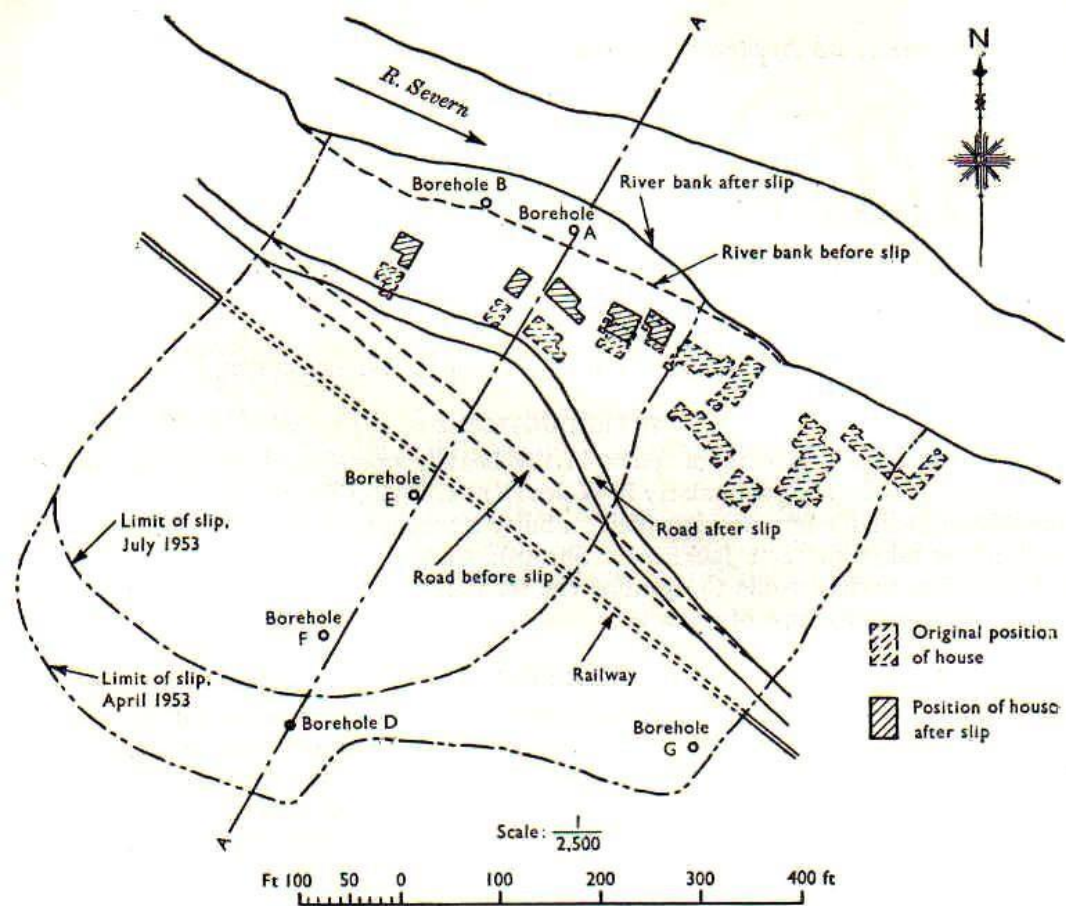 A
N
R. Severn
Borehole B
River bank after slip
Borehole
A
River bank before slip
Borehole
E
Limit of slip,
July 1953
Road after slip
Road before slip
Borehole
F
Original position
of house
Limit of slip,
April 1953
Railway
Borehole D
Borehole
G
Position of house
after slip
A
Scale: 1/2,500
Ft 100 50 0 100 200 300 400 ft